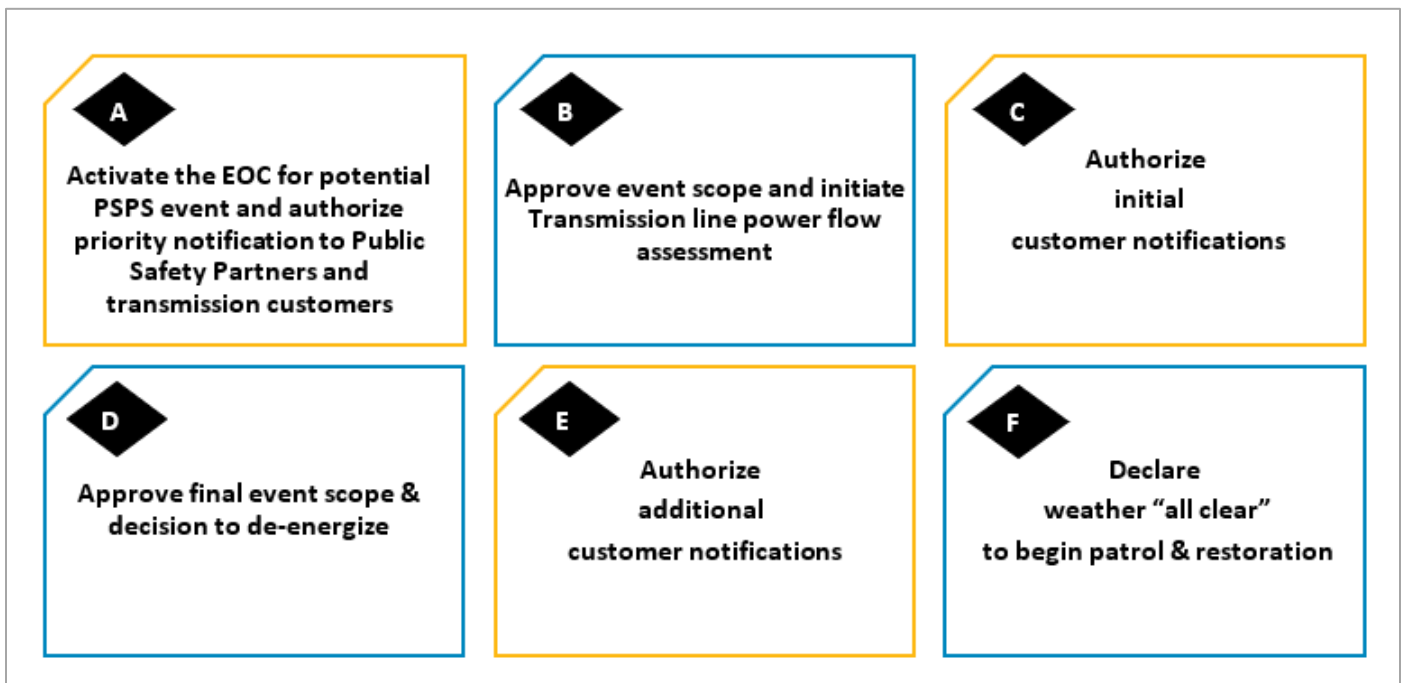 A
Activate the EOC for potential
PSPS event and authorize
priority notification to Public
Safety Partners and
transmission customers
B
Approve event scope and initiate
Transmission line power flow
assessment
C
Authorize
initial
customer notifications
D
Approve final event scope &
decision to de-energize
E
Authorize
additional
customer notifications
F
Declare
weather “all clear”
to begin patrol & restoration